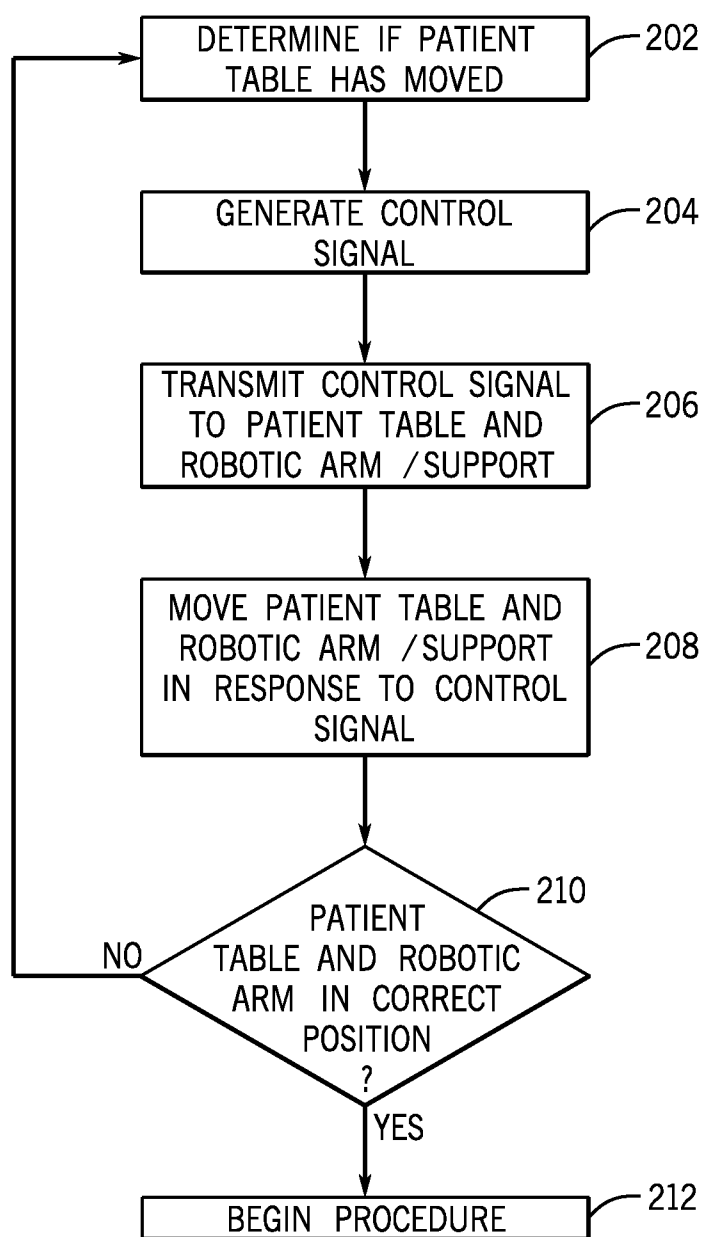 DETERMINE IF PATIENT
TABLE HAS MOVED
202
GENERATE CONTROL
SIGNAL
204
TRANSMIT CONTROL SIGNAL
TO PATIENT TABLE AND
ROBOTIC ARM /SUPPORT
206
MOVE PATIENT TABLE AND
ROBOTIC ARM /SUPPORT
IN RESPONSE TO CONTROL
SIGNAL
208
PATIENT
TABLE AND ROBOTIC
ARM IN CORRECT
POSITION
?
210
NO
YES
BEGIN PROCEDURE
212